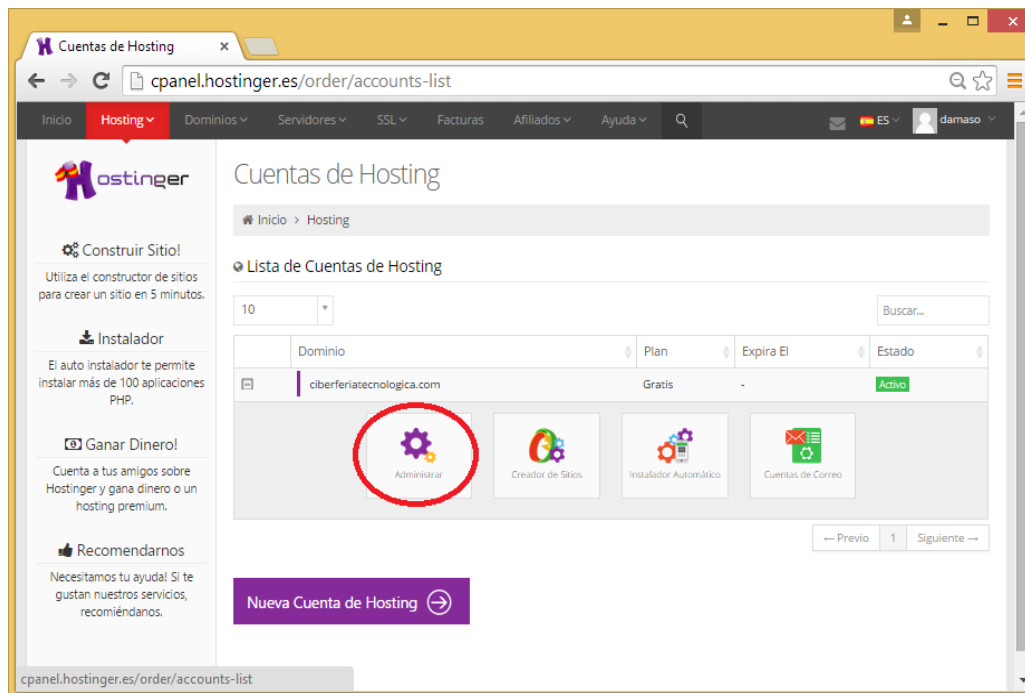 Cuentas de Hosting
cpanel.hostinger.es/order/accounts-list
Inicio Hosting Dominios Servidores SSL Facturas Afiliados Ayuda ES damaso
Hostinger
Construir Sitio!
Utiliza el constructor de sitios
para crear un sitio en 5 minutos.
Instalador
El auto instalador te permite
instalar más de 100 aplicaciones
PHP.
Ganar Dinero!
Cuenta a tus amigos sobre
Hostinger y gana dinero o un
hosting premium.
Recomendarnos
Necesitamos tu ayuda! Si te
gustan nuestros servicios,
recomiéndanos.
Cuentas de Hosting
Inicio > Hosting
Lista de Cuentas de Hosting
10 Buscar...
Dominio Plan Expira El Estado
ciberferiatecnologica.com Gratis - Activo
Administrar Creador de Sitios Instalador Automático Cuentas de Correo
← Previo 1 Siguiente →
Nueva Cuenta de Hosting
cpanel.hostinger.es/order/accounts-list